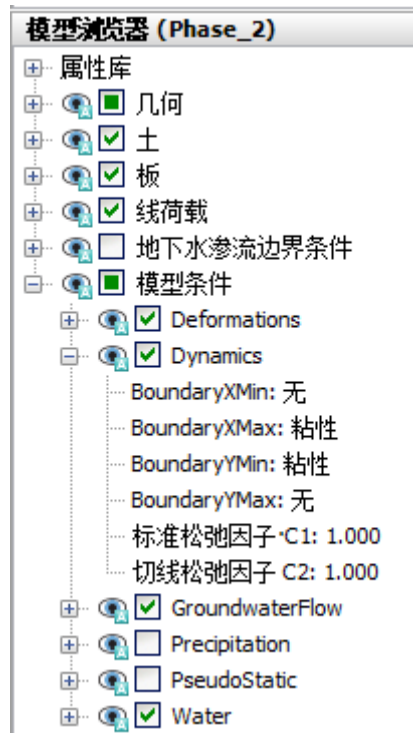 模型浏览器 (Phase_2)
属性库
几何
土
板
线荷载
地下水渗流边界条件
模型条件
Deformations
Dynamics
BoundaryXMin: 无
BoundaryXMax: 粘性
BoundaryYMin: 粘性
BoundaryYMax: 无
标准松弛因子 C1: 1.000
切线松弛因子 C2: 1.000
GroundwaterFlow
Precipitation
PseudoStatic
Water